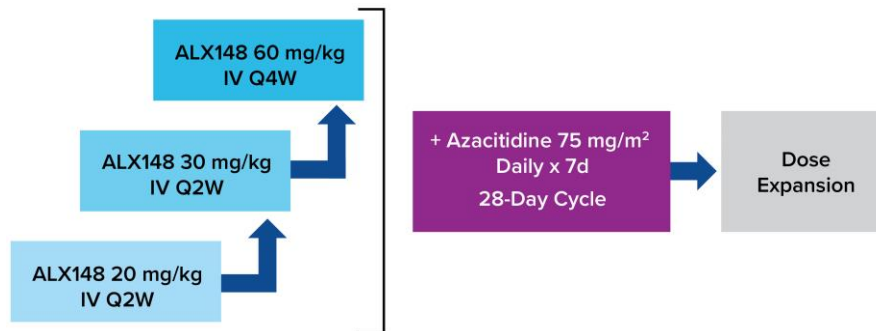 ALX148 60 mg/kg
IV Q4W
ALX148 30 mg/kg
IV Q2W
ALX148 20 mg/kg
IV Q2W
+ Azacitidine 75 mg/m²
Daily x 7d
28-Day Cycle
Dose
Expansion